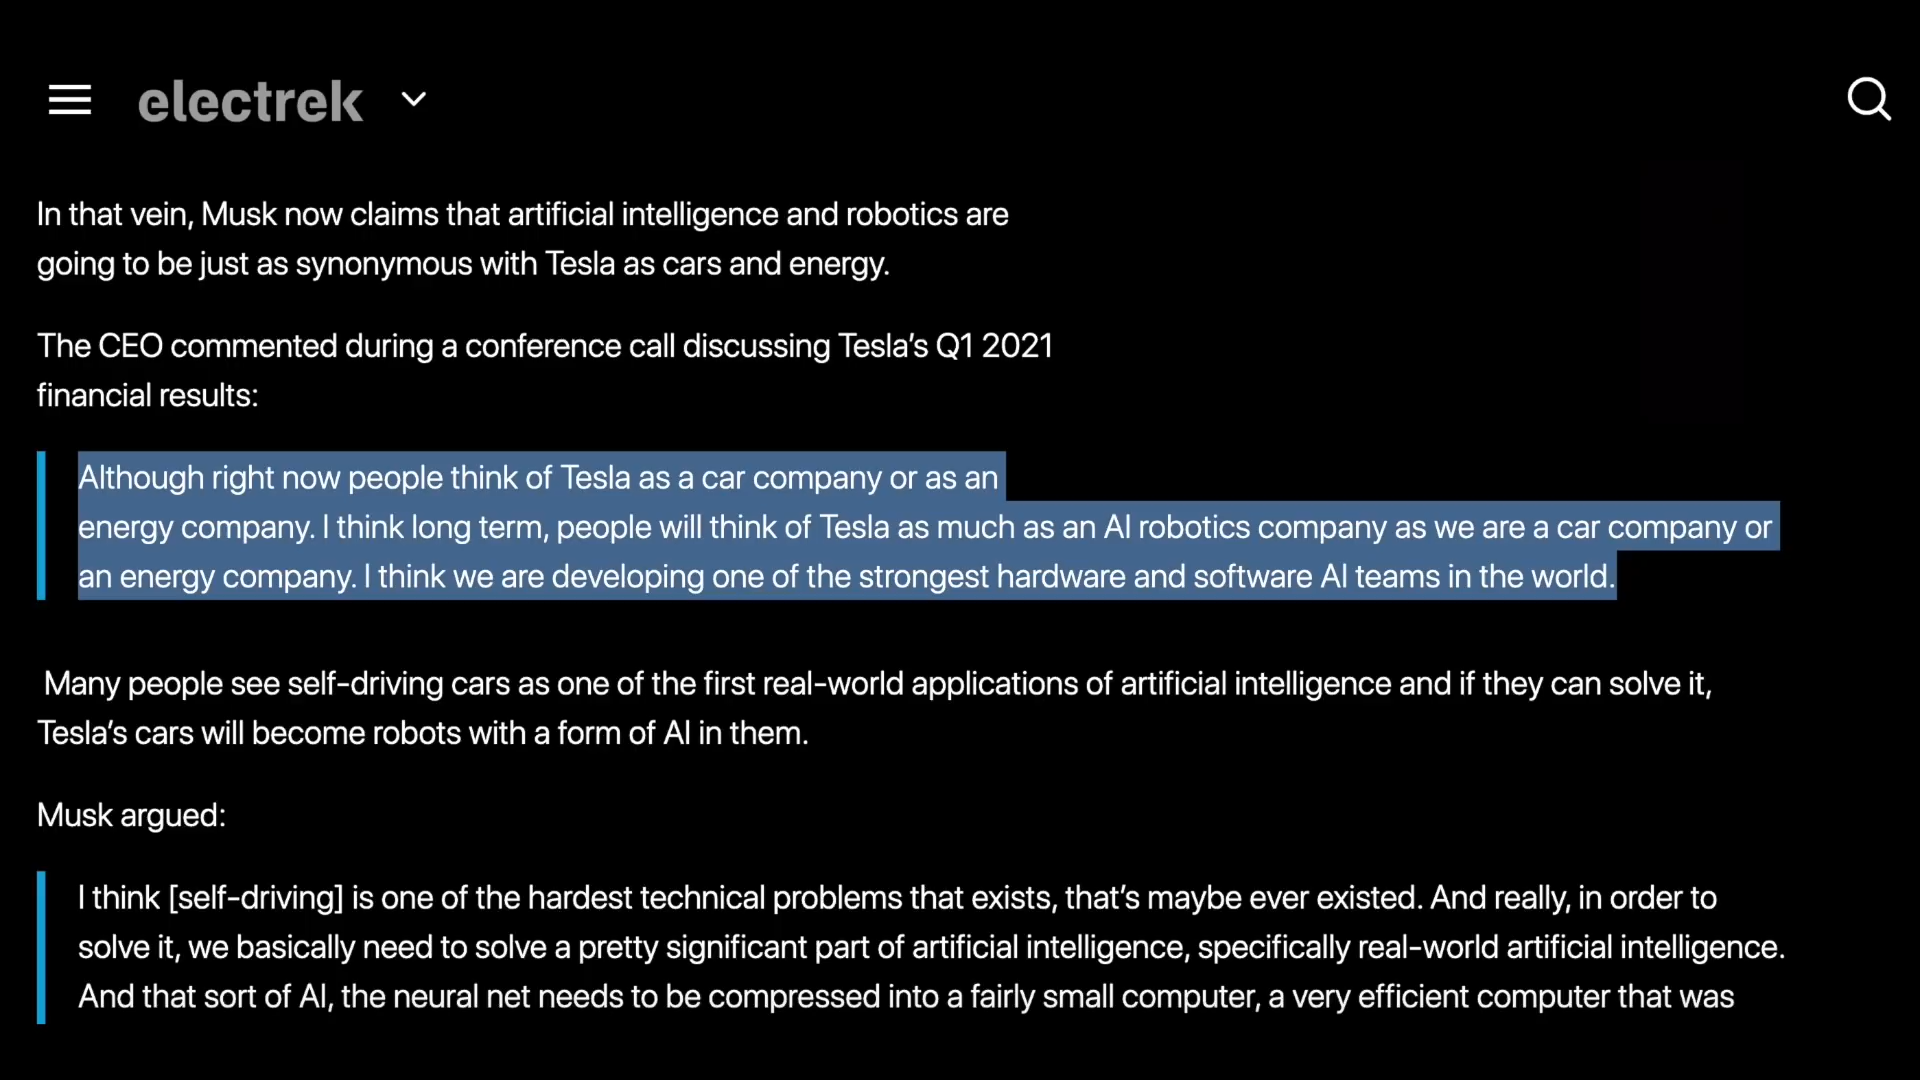 electrek
In that vein, Musk now claims that artificial intelligence and robotics are
going to be just as synonymous with Tesla as cars and energy.
The CEO commented during a conference call discussing Tesla’s Q1 2021
financial results:
Although right now people think of Tesla as a car company or as an
energy company. I think long term, people will think of Tesla as much as an AI robotics company as we are a car company or
an energy company. I think we are developing one of the strongest hardware and software AI teams in the world.
Many people see self-driving cars as one of the first real-world applications of artificial intelligence and if they can solve it,
Tesla’s cars will become robots with a form of AI in them.
Musk argued:
I think [self-driving] is one of the hardest technical problems that exists, that’s maybe ever existed. And really, in order to
solve it, we basically need to solve a pretty significant part of artificial intelligence, specifically real-world artificial intelligence.
And that sort of AI, the neural net needs to be compressed into a fairly small computer, a very efficient computer that was